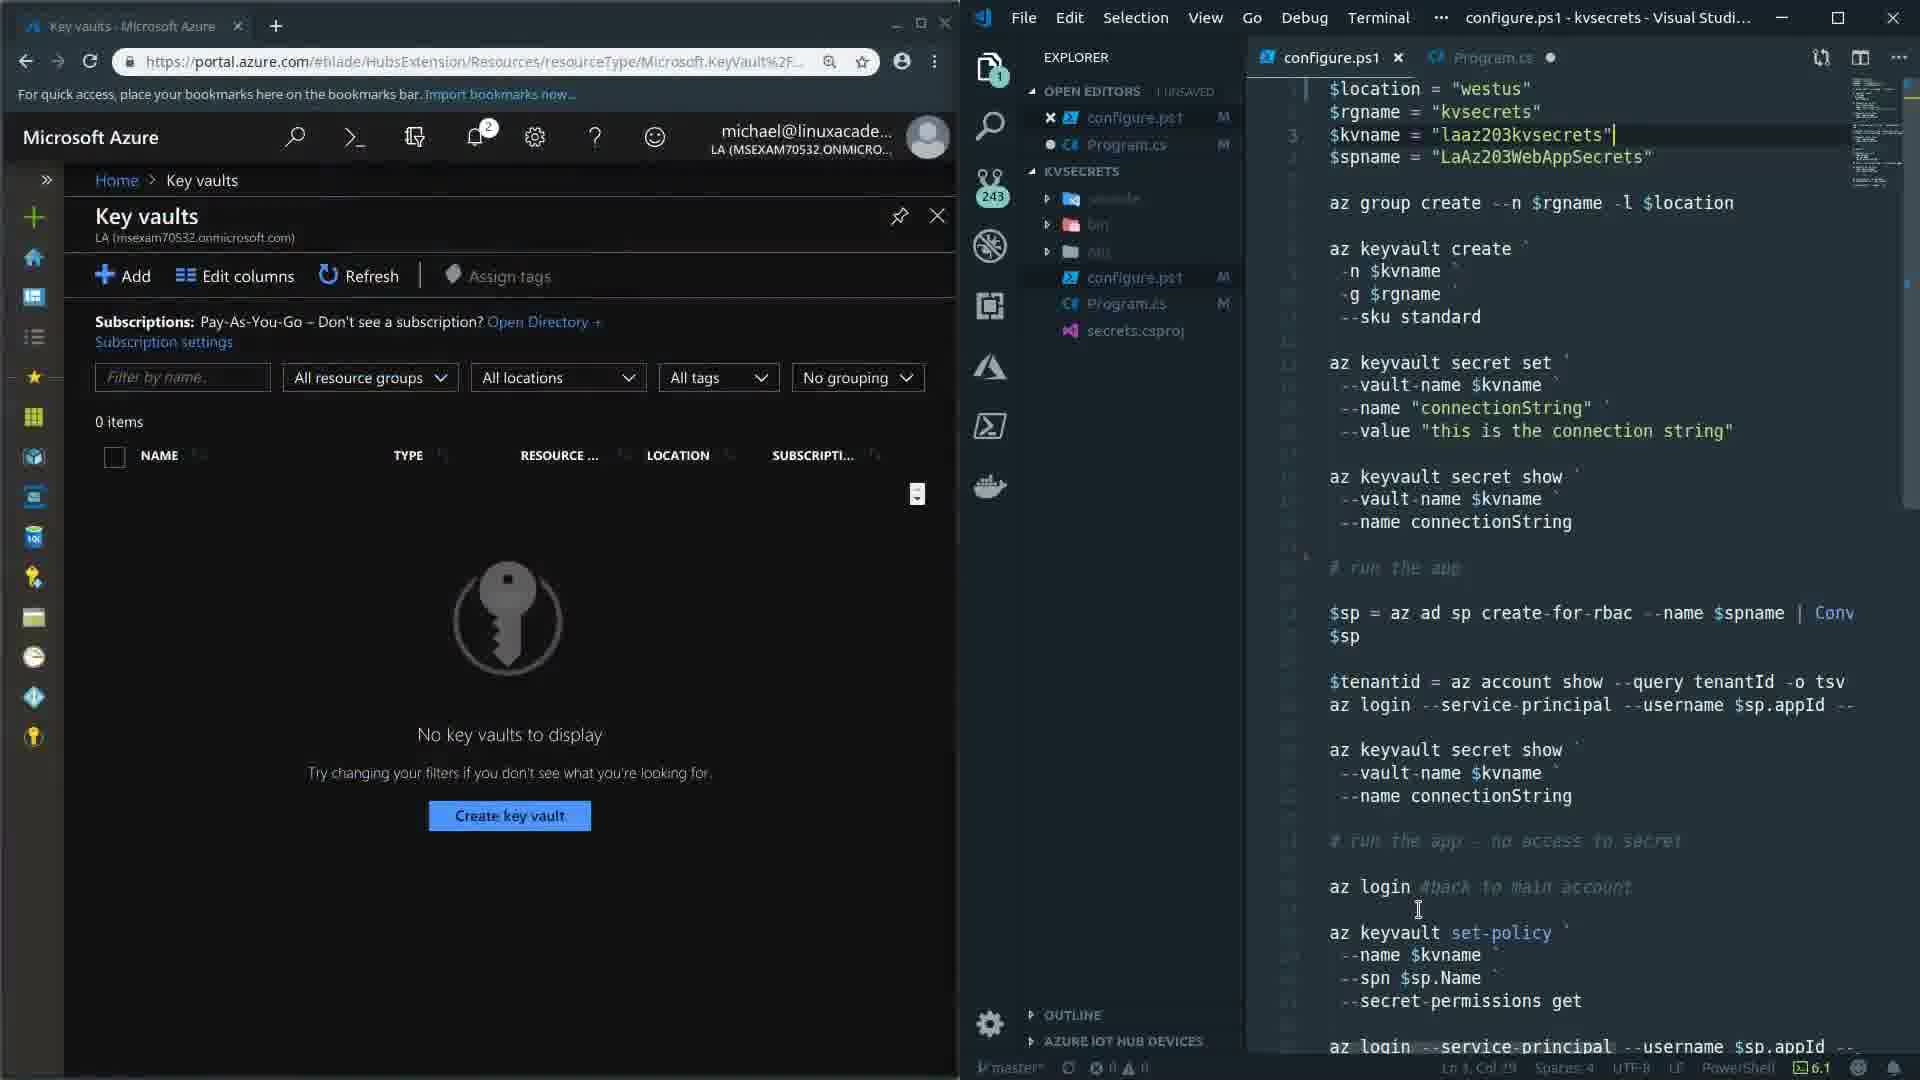 Key vaults - Microsoft Azure
https://portal.azure.com/#blade/HubsExtension/Resources/resourceType/Microsoft.KeyVault%2F...
For quick access, place your bookmarks here on the bookmarks bar. Import bookmarks now...
Microsoft Azure
2
michael@linuxacade...
LA (MSEXAM70532.ONMICRO...
Home > Key vaults
Key vaults
LA (msexam70532.onmicrosoft.com)
Add
Edit columns
Refresh
Assign tags
Subscriptions: Pay-As-You-Go – Don't see a subscription? Open Directory +
Subscription settings
Filter by name...
All resource groups
All locations
All tags
No grouping
0 items
NAME
TYPE
RESOURCE ...
LOCATION
SUBSCRIPTI...
No key vaults to display
Try changing your filters if you don't see what you're looking for.
Create key vault
File Edit Selection View Go Debug Terminal ··· configure.ps1 - kvsecrets - Visual Studi...
1
243
EXPLORER
OPEN EDITORS 1 UNSAVED
configure.ps1 M
Program.cs M
KVSECRETS
.vscode
bin
obj
configure.ps1 M
Program.cs M
secrets.csproj
OUTLINE
AZURE IOT HUB DEVICES
configure.ps1
Program.cs
$location = "westus"
$rgname = "kvsecrets"
3 $kvname = "laaz203kvsecrets"
$spname = "LaAz203WebAppSecrets"
az group create --n $rgname -l $location
az keyvault create `
-n $kvname `
-g $rgname `
--sku standard
az keyvault secret set `
--vault-name $kvname `
--name "connectionString" `
--value "this is the connection string"
az keyvault secret show `
--vault-name $kvname `
--name connectionString
# run the app
$sp = az ad sp create-for-rbac --name $spname | Conv
$sp
$tenantid = az account show --query tenantId -o tsv
az login --service-principal --username $sp.appId --
az keyvault secret show `
--vault-name $kvname `
--name connectionString
# run the app - no access to secret
az login #back to main account
az keyvault set-policy `
--name $kvname `
--spn $sp.Name `
--secret-permissions get
az login --service-principal --username $sp.appId --
master* 0 0 Ln 3, Col 29 Spaces: 4 UTF-8 LF PowerShell 6.1